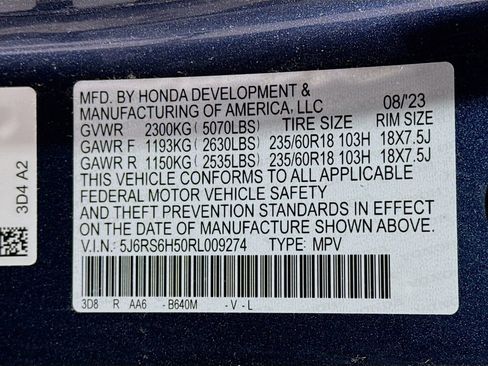 MFD. BY HONDA DEVELOPMENT &
MANUFACTURING OF AMERICA, LLC 08/'23
GVWR 2300KG (5070LBS) TIRE SIZE RIM SIZE
GAWR F 1193KG (2630LBS) 235/60R18 103H 18X7.5J
GAWR R 1150KG (2535LBS) 235/60R18 103H 18X7.5J
THIS VEHICLE CONFORMS TO ALL APPLICABLE
FEDERAL MOTOR VEHICLE SAFETY
AND THEFT PREVENTION STANDARDS IN EFFECT
ON THE DATE OF MANUFACTURE SHOWN ABOVE.
V.I.N.: 5J6RS6H50RL009274 TYPE: MPV
3D8 R AA6 - B640M - V - L
3D4 A2